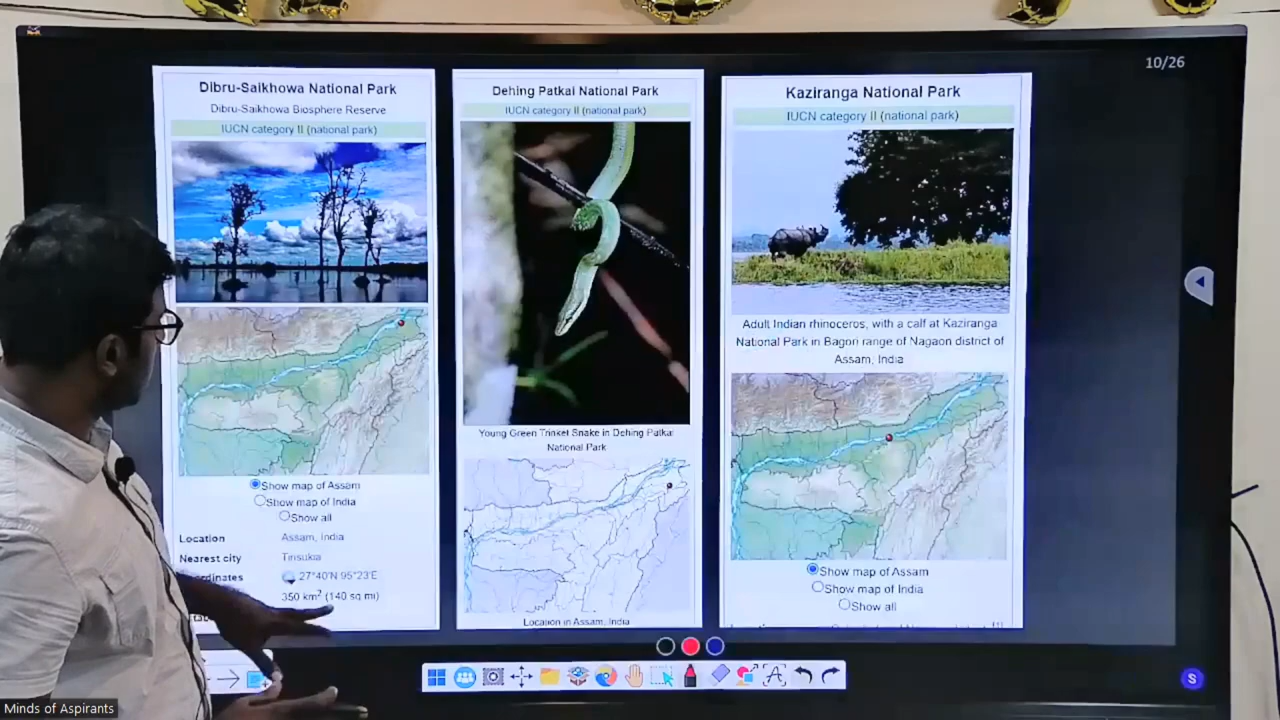 10/26
Dibru-Saikhowa National Park
Dibru-Saikhowa Biosphere Reserve
IUCN category II (national park)
Show map of Assam
Show map of India
Show all
Location Assam, India
Nearest city Tinsukia
27°40′N 95°23′E
350 km² (140 sq mi)
Dehing Patkai National Park
IUCN category II (national park)
Young Green Trinket Snake in Dehing Patkai
National Park
Location in Assam, India
Kaziranga National Park
IUCN category II (national park)
Adult Indian rhinoceros, with a calf at Kaziranga
National Park in Bagori range of Nagaon district of
Assam, India
Show map of Assam
Show map of India
Show all
S
Minds of Aspirants